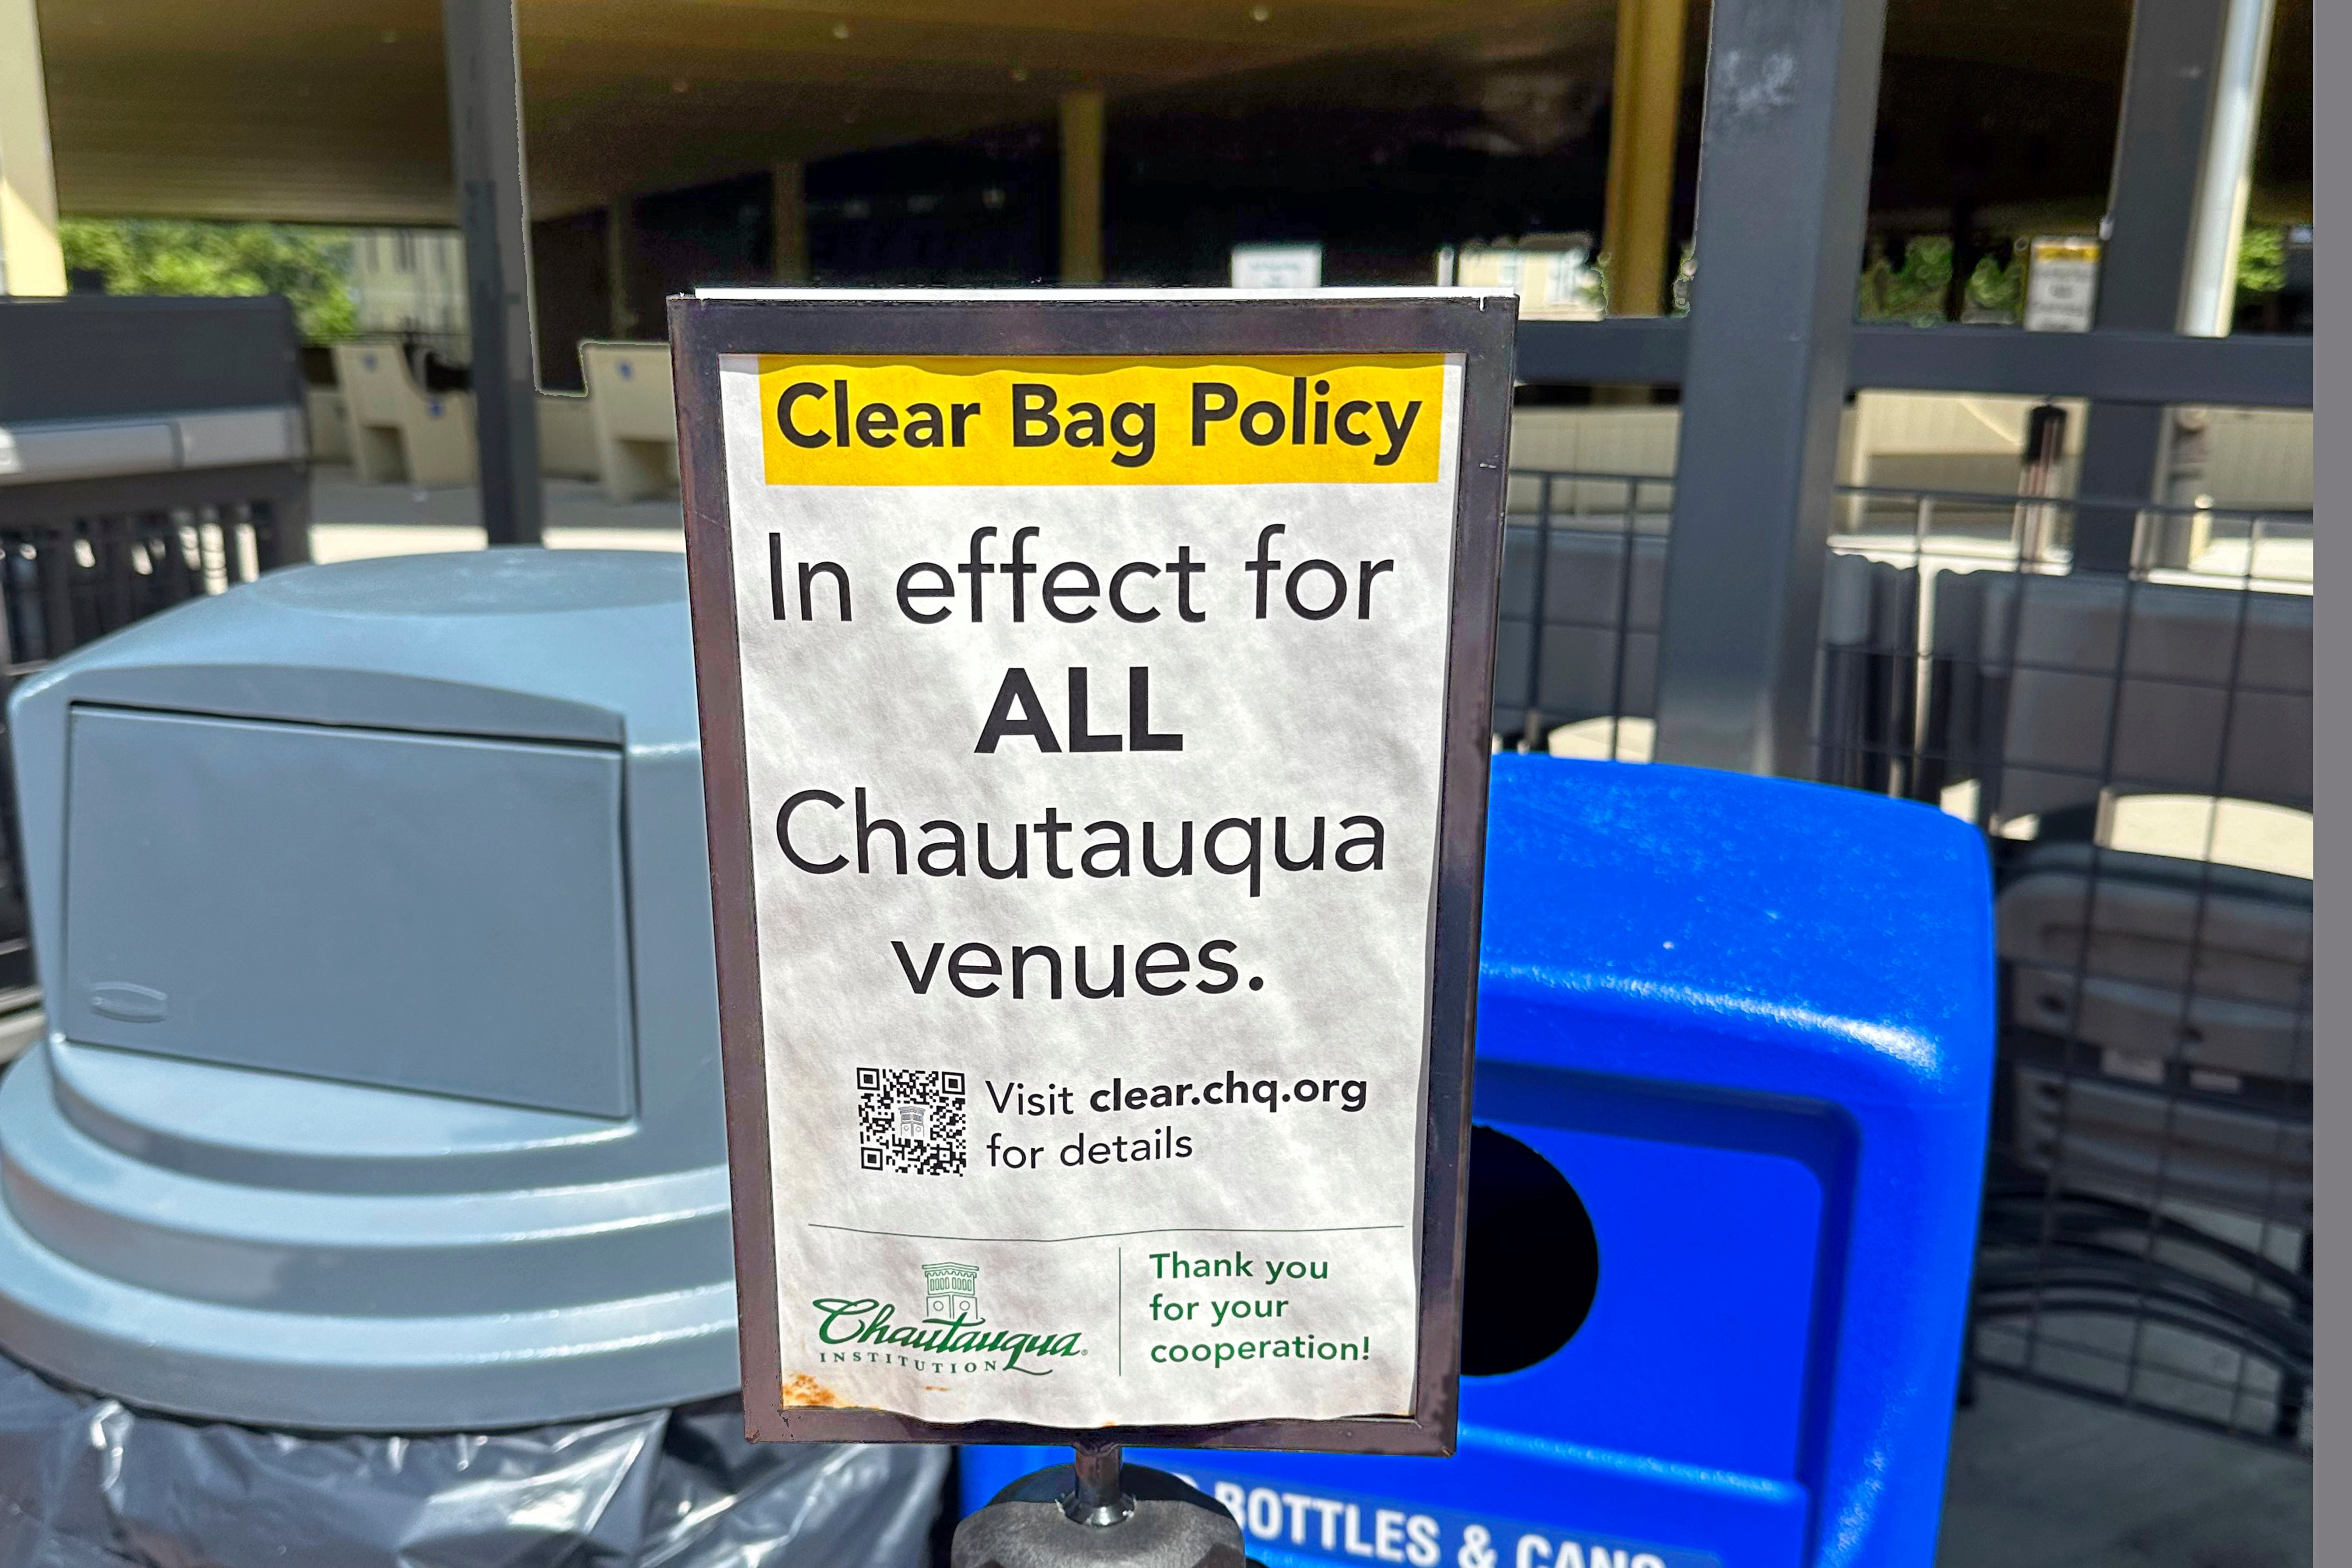 Clear Bag Policy
In effect for
ALL
Chautauqua
venues.
Visit clear.chq.org
for details
Chautauqua
INSTITUTION
Thank you
for your
cooperation!
BOTTLES & CANS